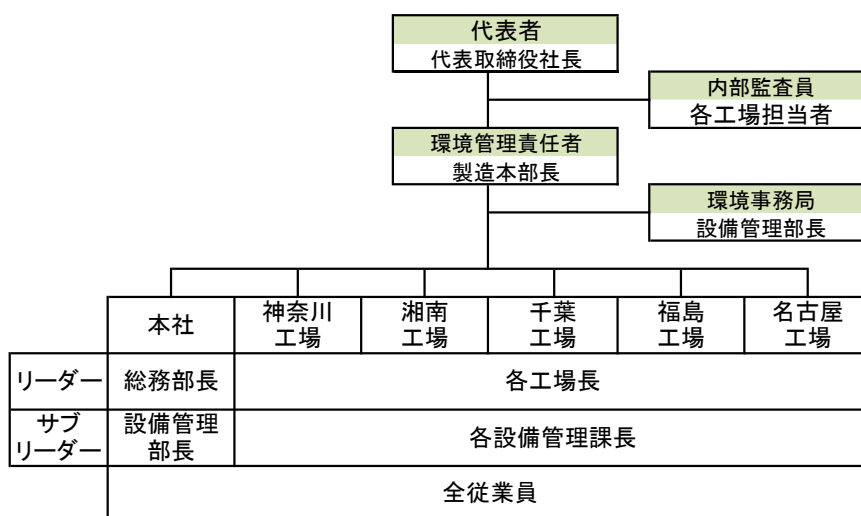 代表者
代表取締役社長
内部監査員
各工場担当者
環境管理責任者
製造本部長
環境事務局
設備管理部長
本社
神奈川
工場
湘南
工場
千葉
工場
福島
工場
名古屋
工場
リーダー
総務部長
各工場長
サブ
リーダー
設備管理
部長
各設備管理課長
全従業員